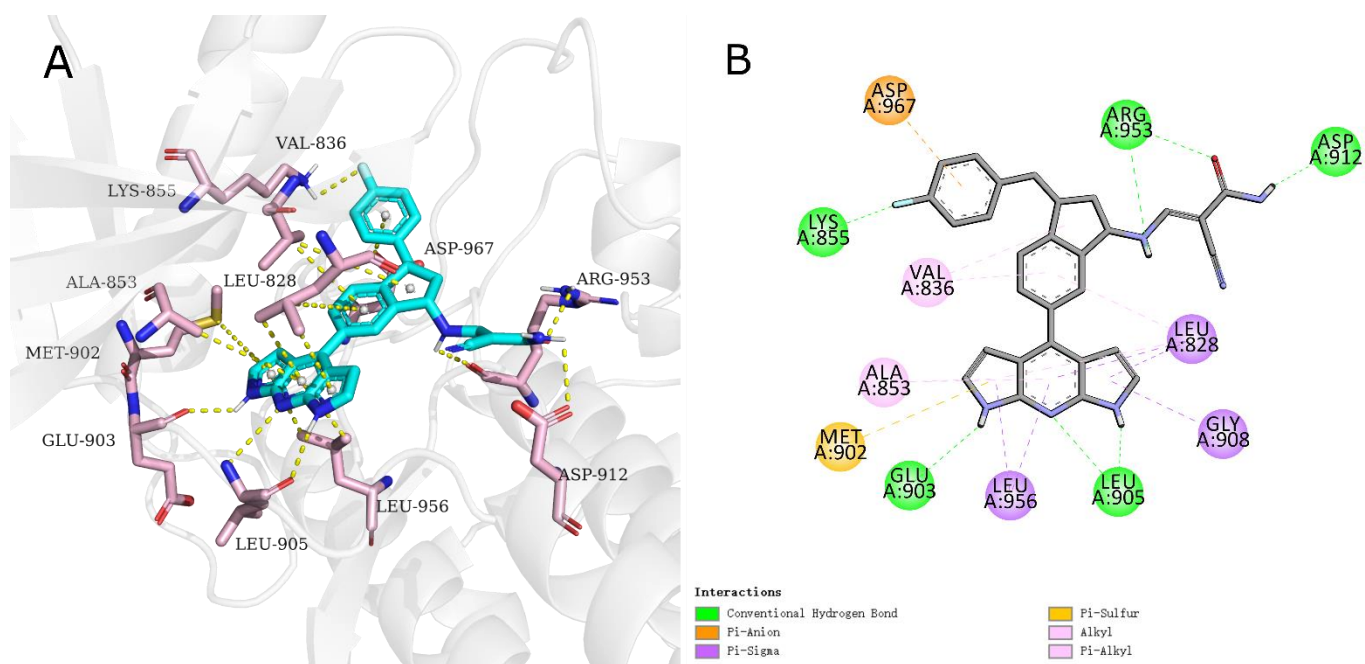 A
VAL-836
LYS-855
ASP-967
ALA-853
LEU-828
ARG-953
MET-902
GLU-903
ASP-912
LEU-956
LEU-905
B
ASP
A:967
ARG
A:953
ASP
A:912
LYS
A:855
VAL
A:836
LEU
A:828
ALA
A:853
MET
A:902
GLY
A:908
GLU
A:903
LEU
A:956
LEU
A:905
Interactions
Conventional Hydrogen Bond
Pi-Anion
Pi-Sigma
Pi-Sulfur
Alkyl
Pi-Alkyl